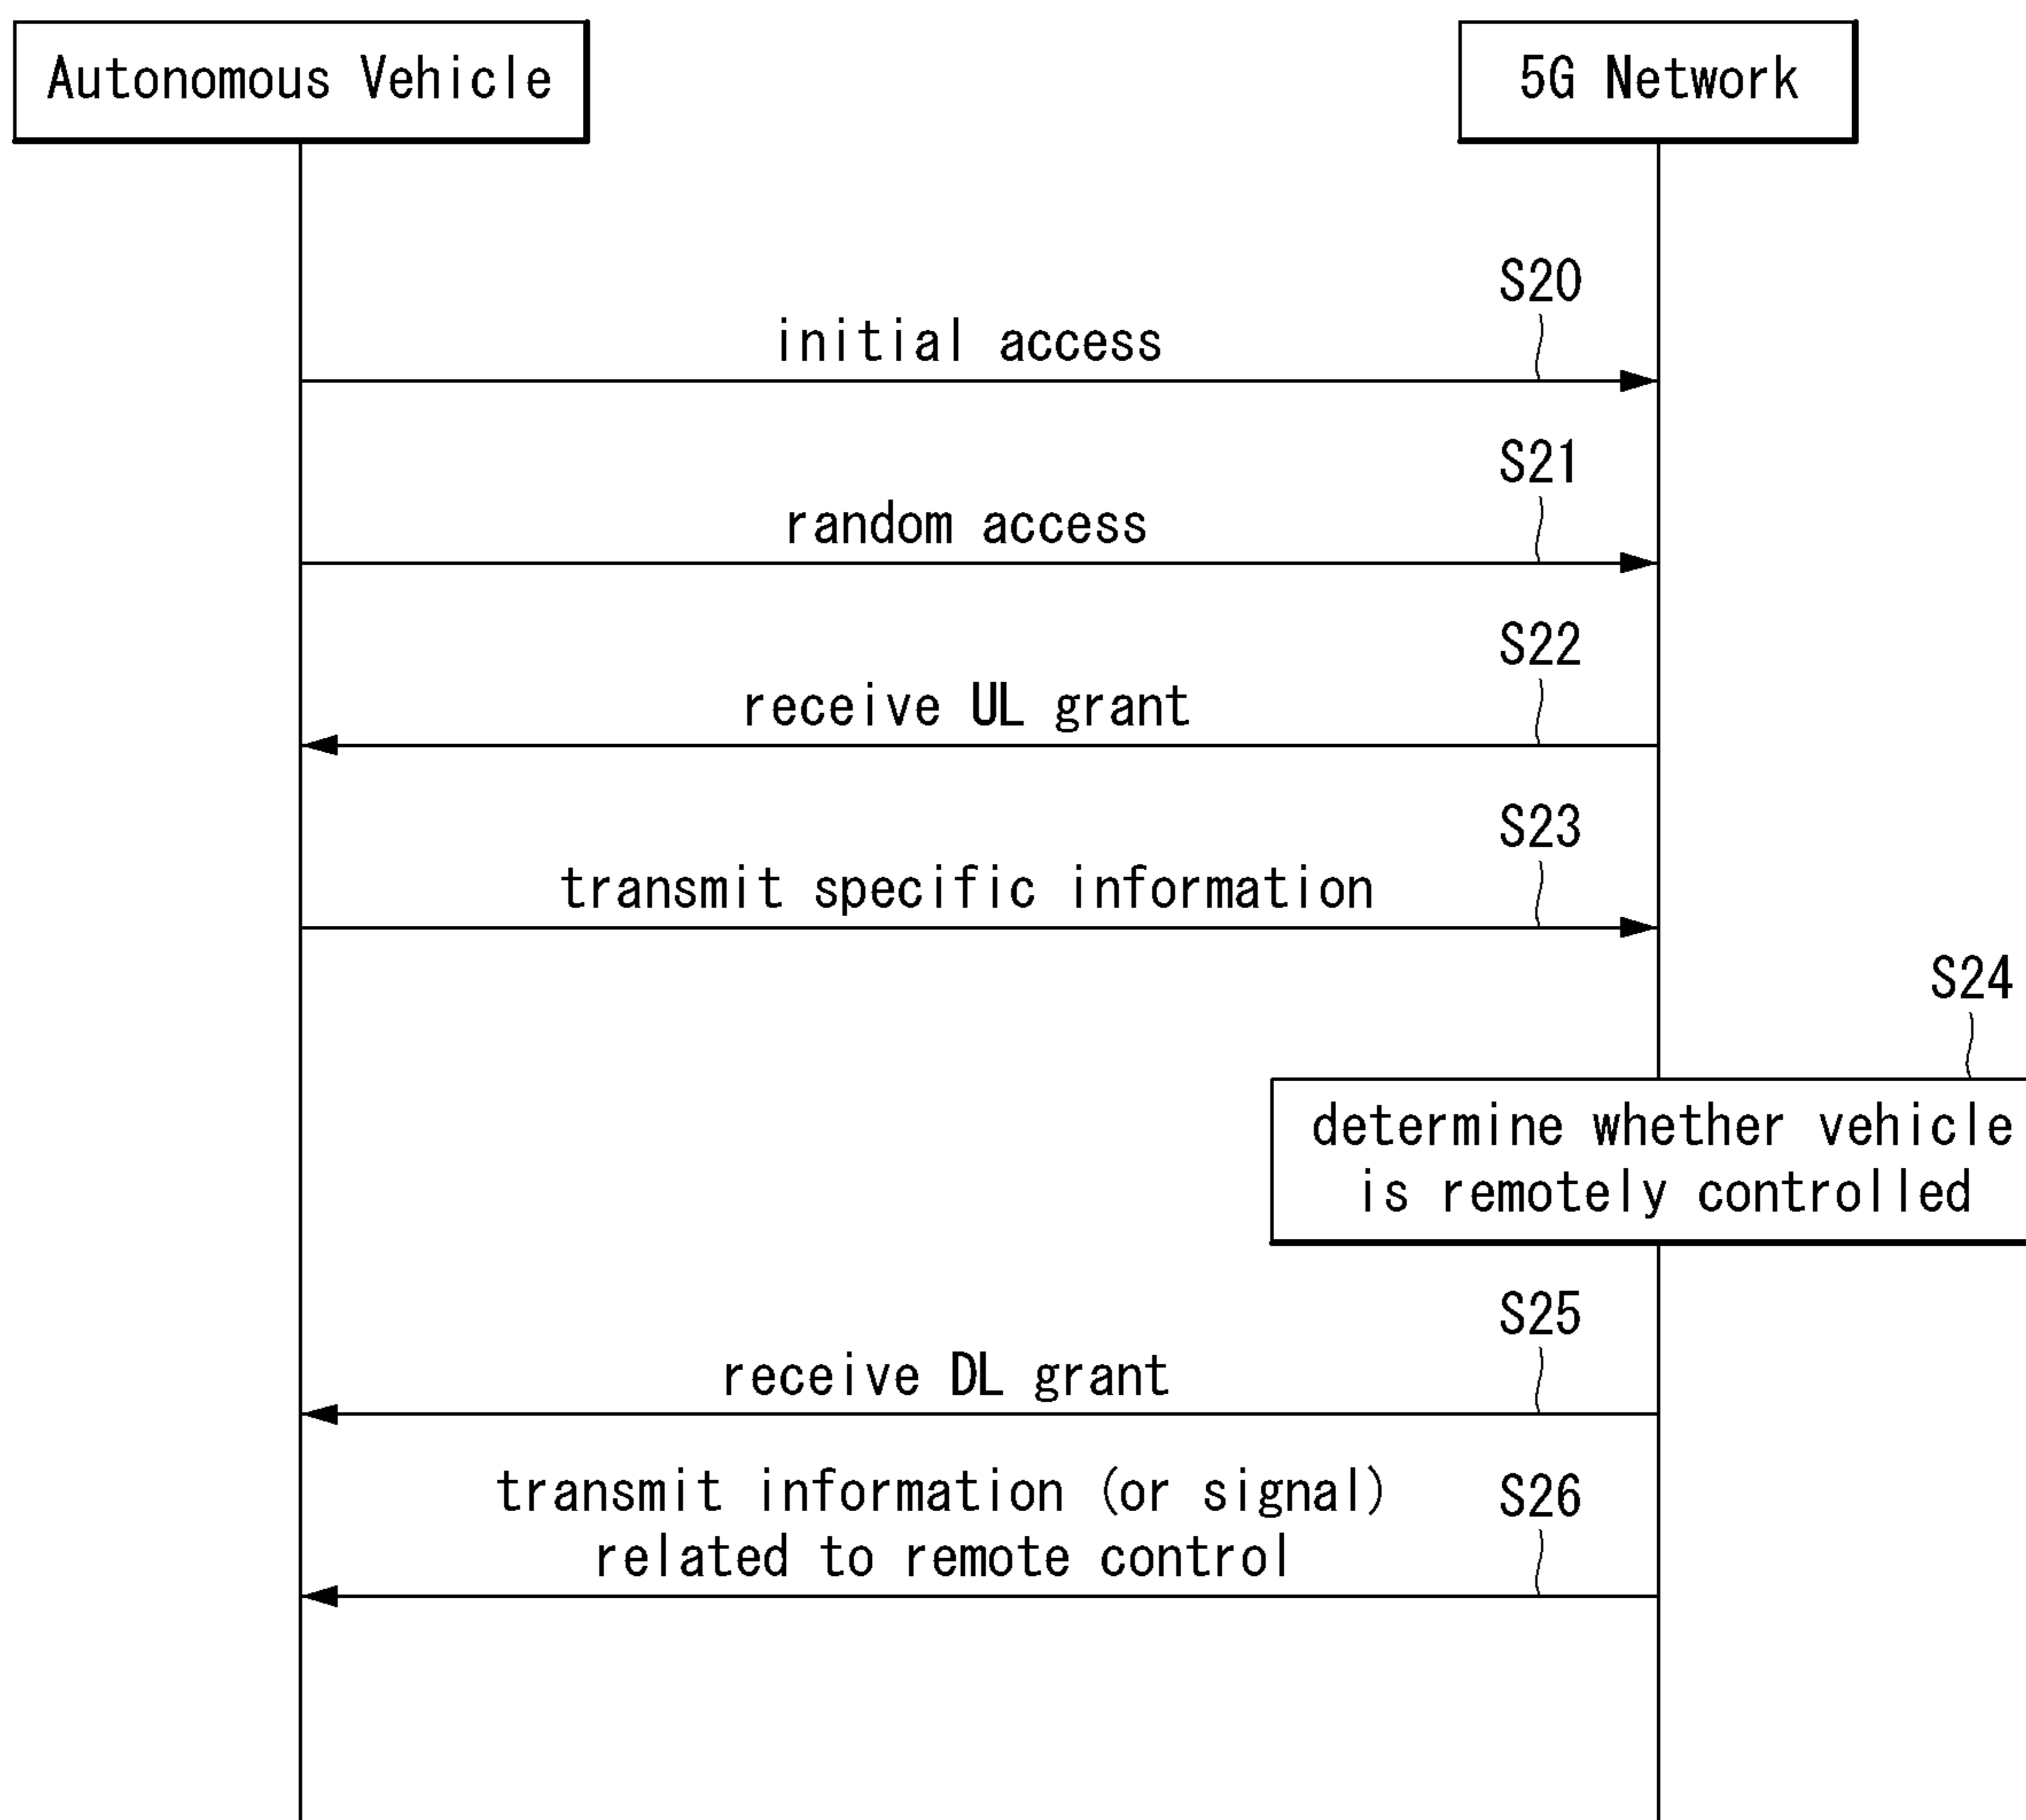 Autonomous Vehicle
5G Network
S20
initial access
S21
random access
S22
receive UL grant
S23
transmit specific information
S24
determine whether vehicle
is remotely controlled
S25
receive DL grant
transmit information (or signal)
S26
related to remote control